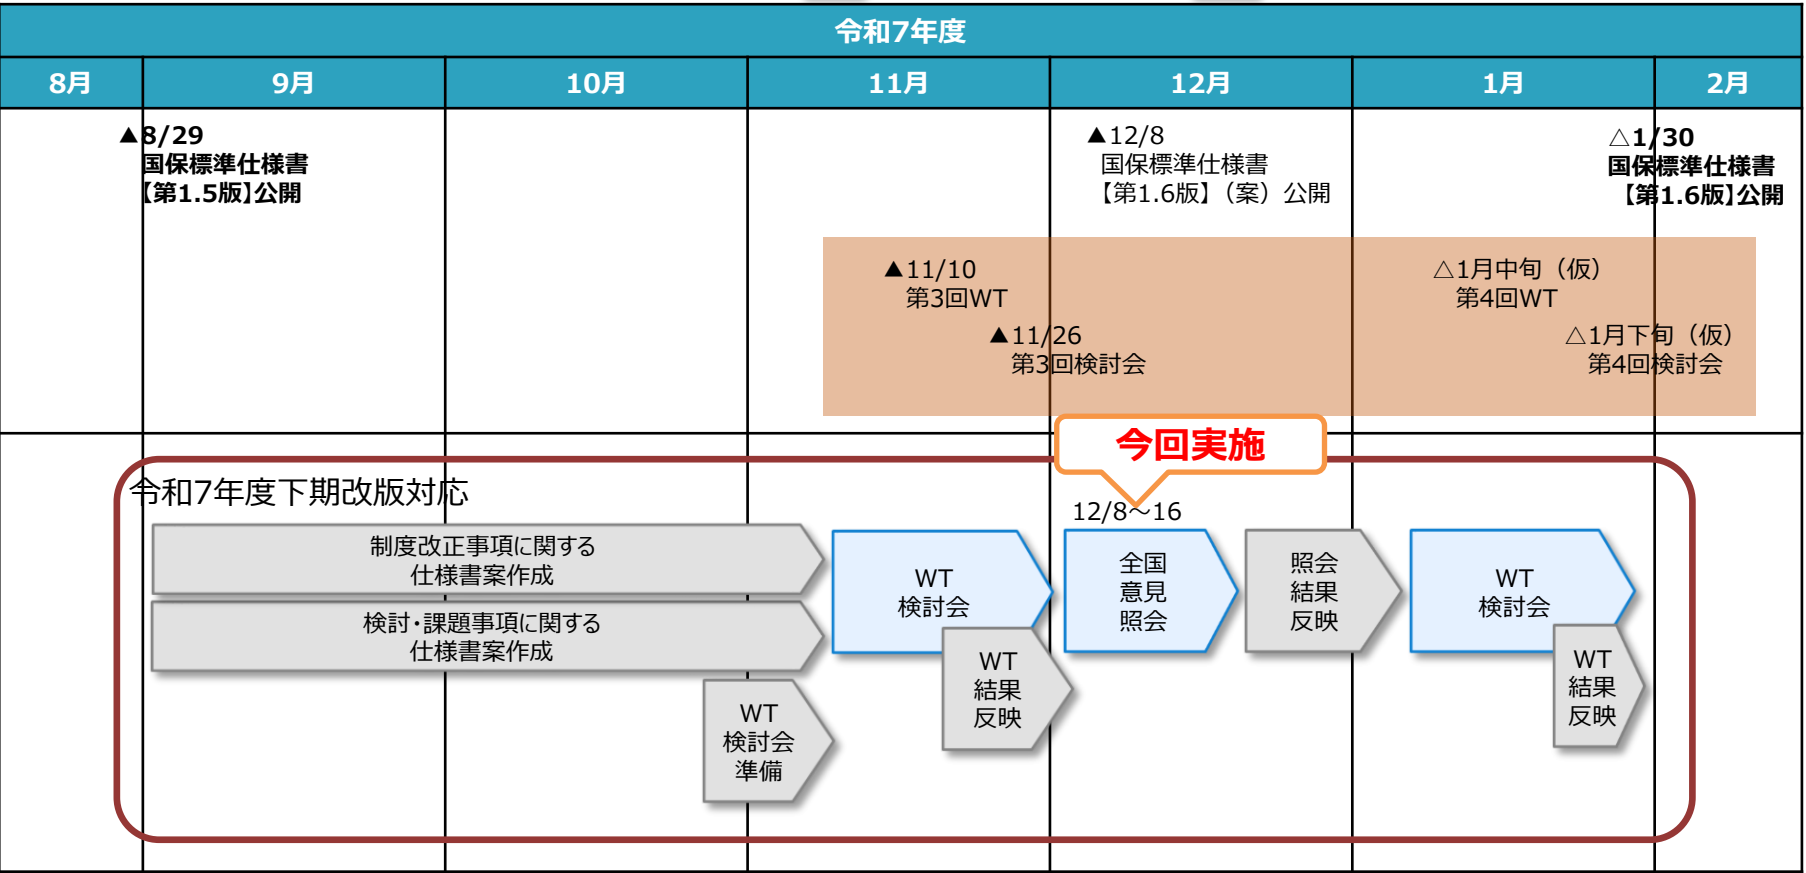 令和7年度
8月
9月
10月
11月
12月
1月
2月
▲8/29
国保標準仕様書
【第1.5版】公開
▲12/8
国保標準仕様書
【第1.6版】（案）公開
△1/30
国保標準仕様書
【第1.6版】公開
▲11/10
第3回WT
▲11/26
第3回検討会
△1月中旬（仮）
第4回WT
△1月下旬（仮）
第4回検討会
今回実施
令和7年度下期改版対応
12/8～16
制度改正事項に関する
仕様書案作成
検討・課題事項に関する
仕様書案作成
WT
検討会
準備
WT
検討会
WT
結果
反映
全国
意見
照会
照会
結果
反映
WT
検討会
WT
結果
反映